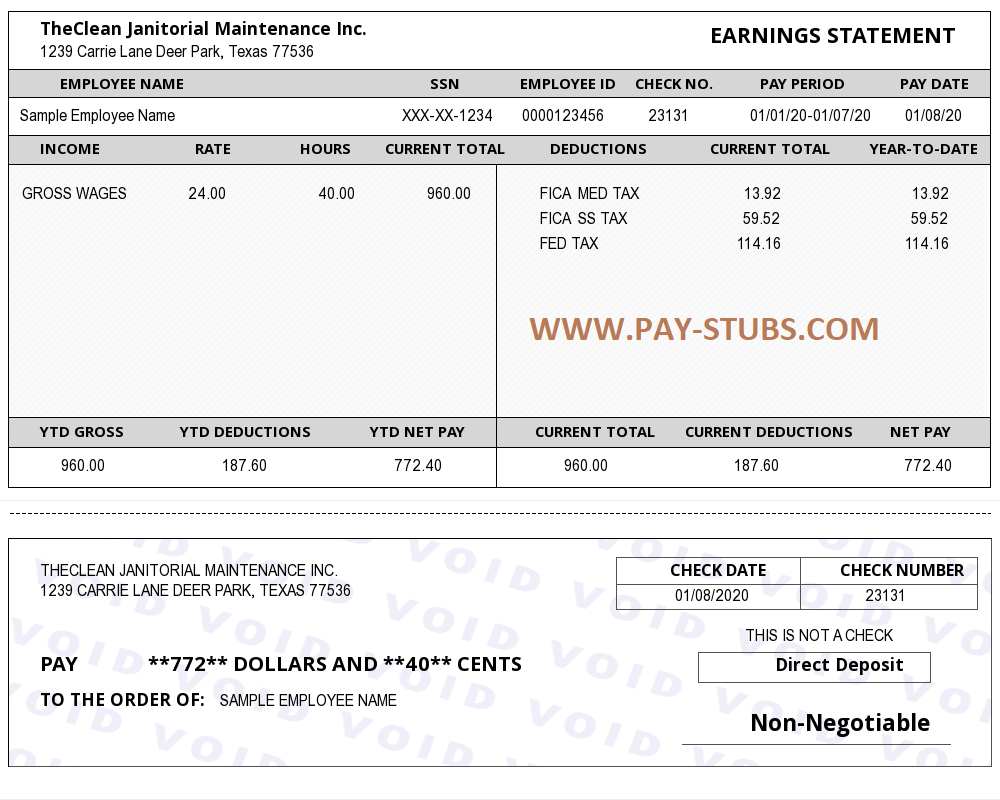 TheClean Janitorial Maintenance Inc.
1239 Carrie Lane Deer Park, Texas 77536
EARNINGS STATEMENT
EMPLOYEE NAME SSN EMPLOYEE ID CHECK NO. PAY PERIOD PAY DATE
Sample Employee Name XXX-XX-1234 0000123456 23131 01/01/20-01/07/20 01/08/20
INCOME RATE HOURS CURRENT TOTAL DEDUCTIONS CURRENT TOTAL YEAR-TO-DATE
GROSS WAGES 24.00 40.00 960.00 FICA MED TAX 13.92 13.92
FICA SS TAX 59.52 59.52
FED TAX 114.16 114.16
WWW.PAY-STUBS.COM
YTD GROSS YTD DEDUCTIONS YTD NET PAY CURRENT TOTAL CURRENT DEDUCTIONS NET PAY
960.00 187.60 772.40 960.00 187.60 772.40
THECLEAN JANITORIAL MAINTENANCE INC.
1239 CARRIE LANE DEER PARK, TEXAS 77536
CHECK DATE CHECK NUMBER
01/08/2020 23131
THIS IS NOT A CHECK
PAY **772** DOLLARS AND **40** CENTS
Direct Deposit
TO THE ORDER OF: SAMPLE EMPLOYEE NAME
Non-Negotiable
VOID VOID VOID VOID